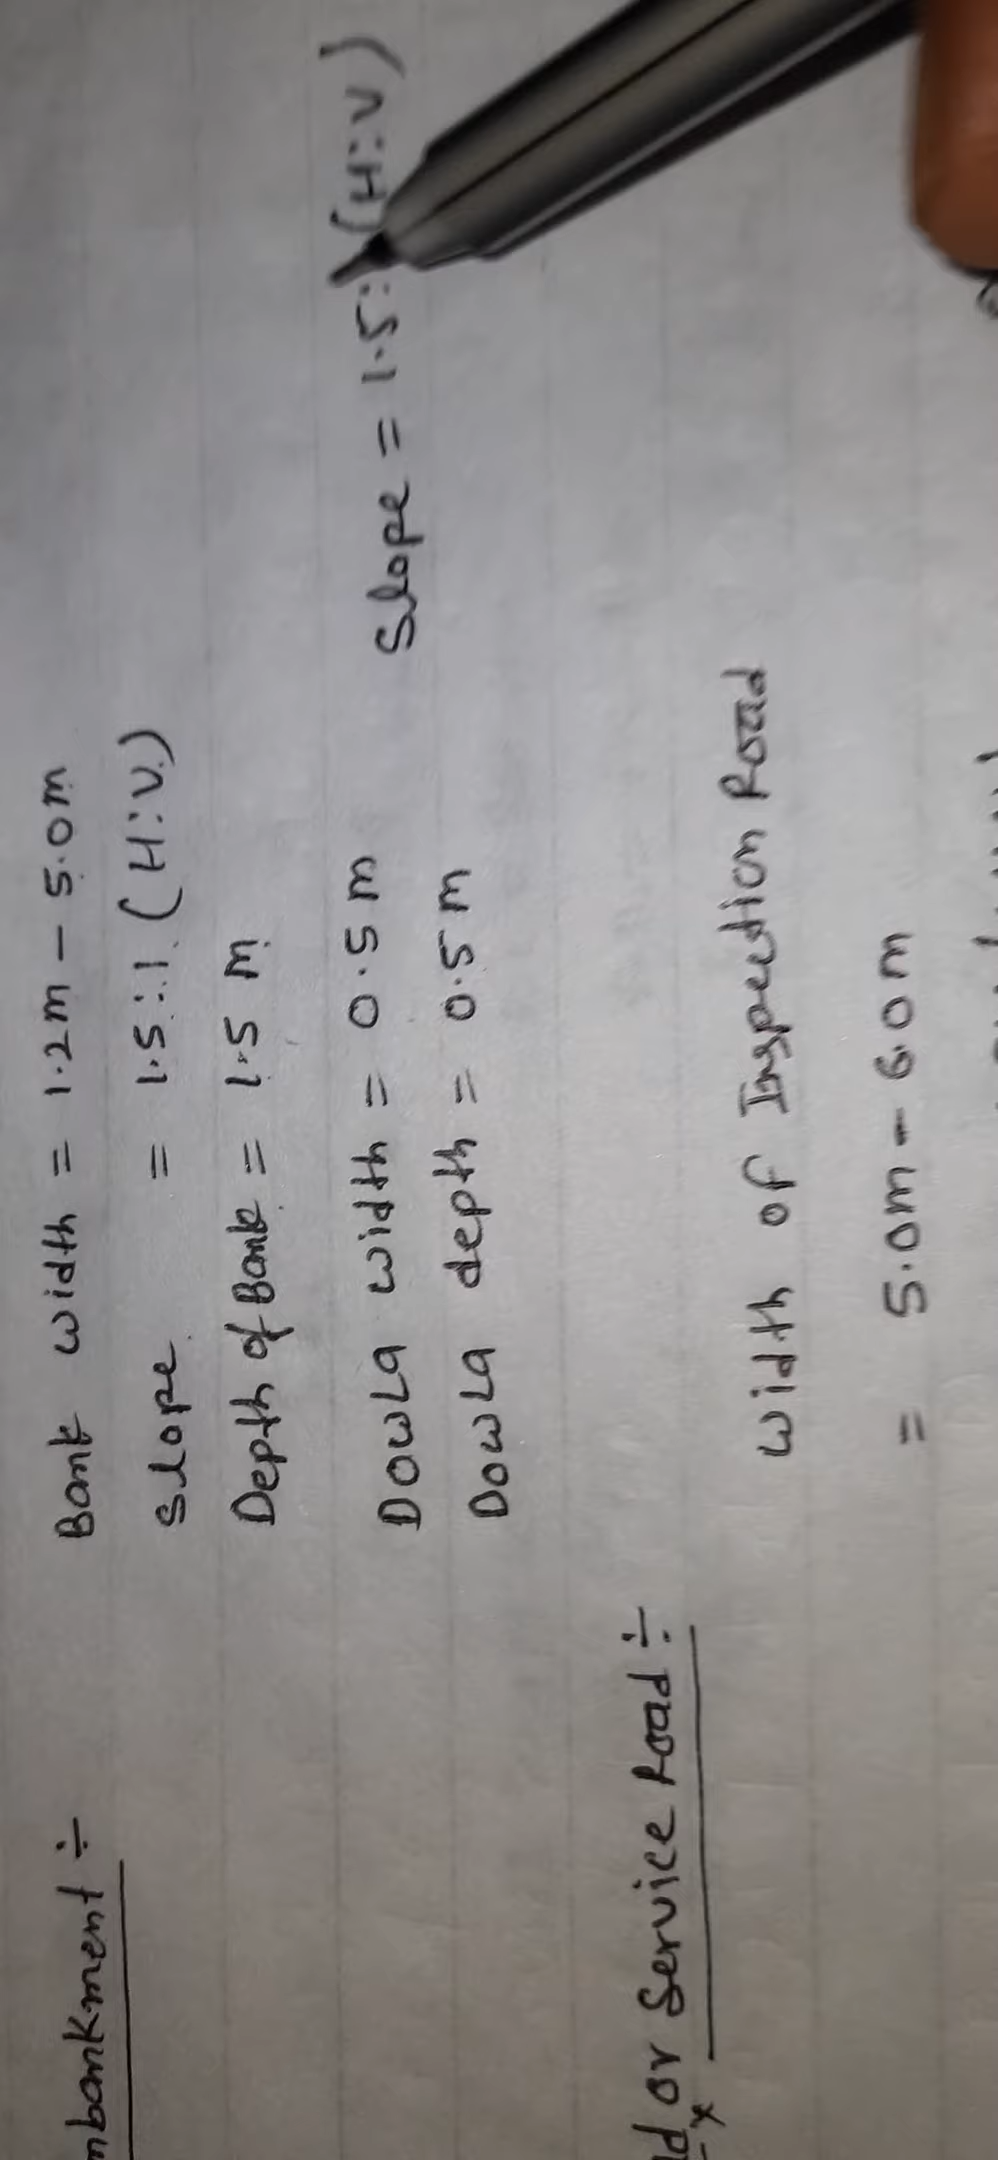 mbankment ÷
Bank width = 1.2m - 5.0m
Slope = 1.5:1 (H:V)
Depth of Bank = 1.5 m
Dowla width = 0.5 m
Dowla depth = 0.5 m
Slope = 1.5: (H:V)
or Service Road ÷
width of Inspection Road
= 5.0m - 6.0m